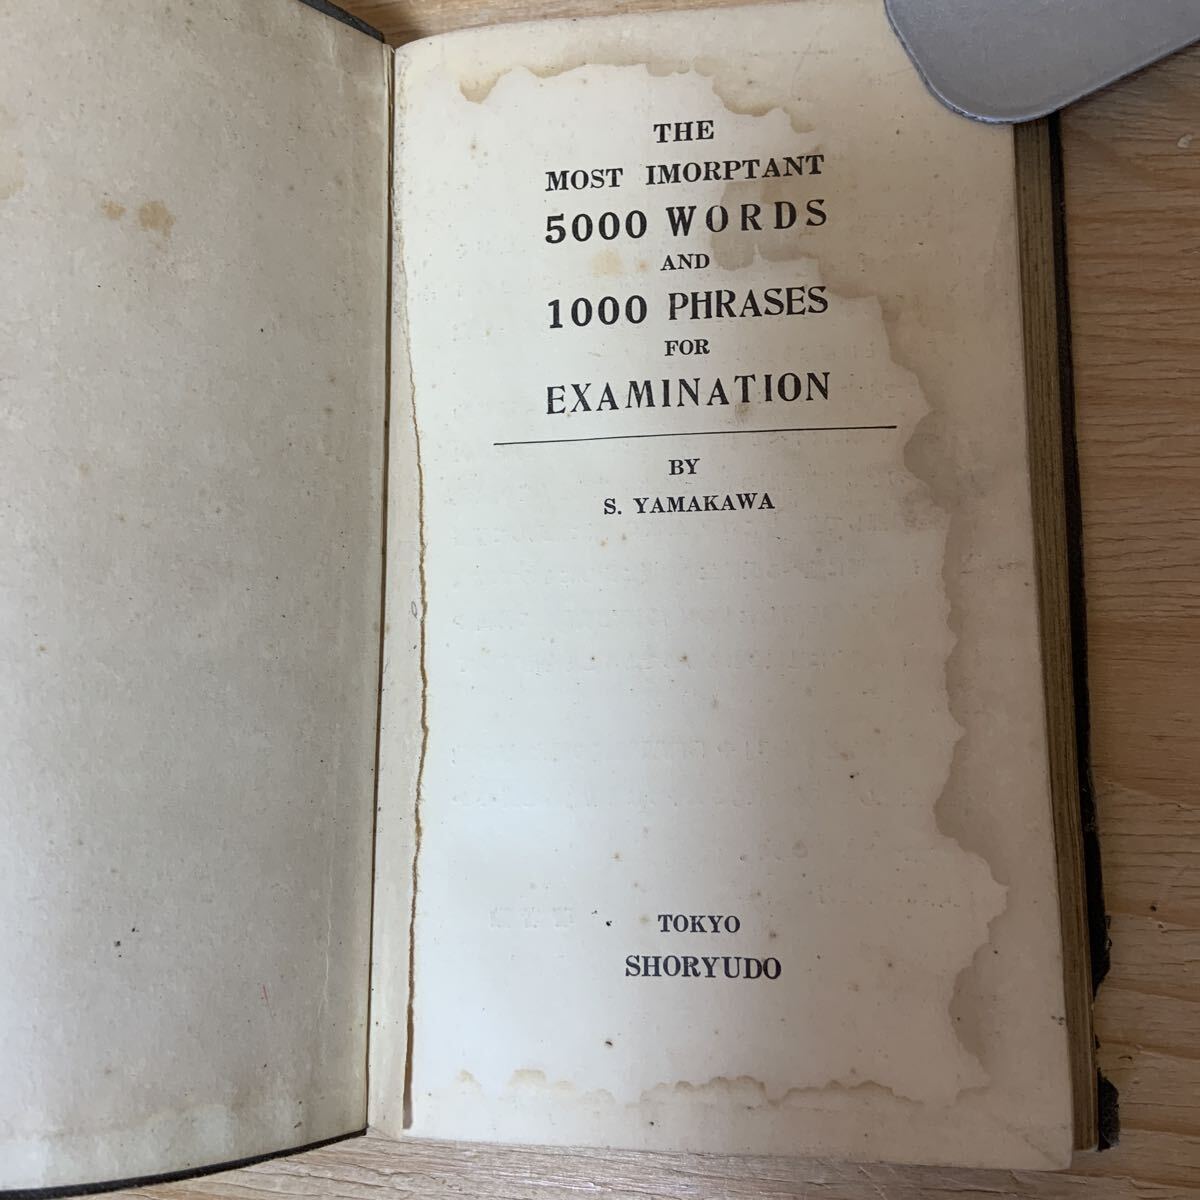 THE
MOST IMORPTANT
5000 WORDS
AND
1000 PHRASES
FOR
EXAMINATION
BY
S. YAMAKAWA
TOKYO
SHORYUDO